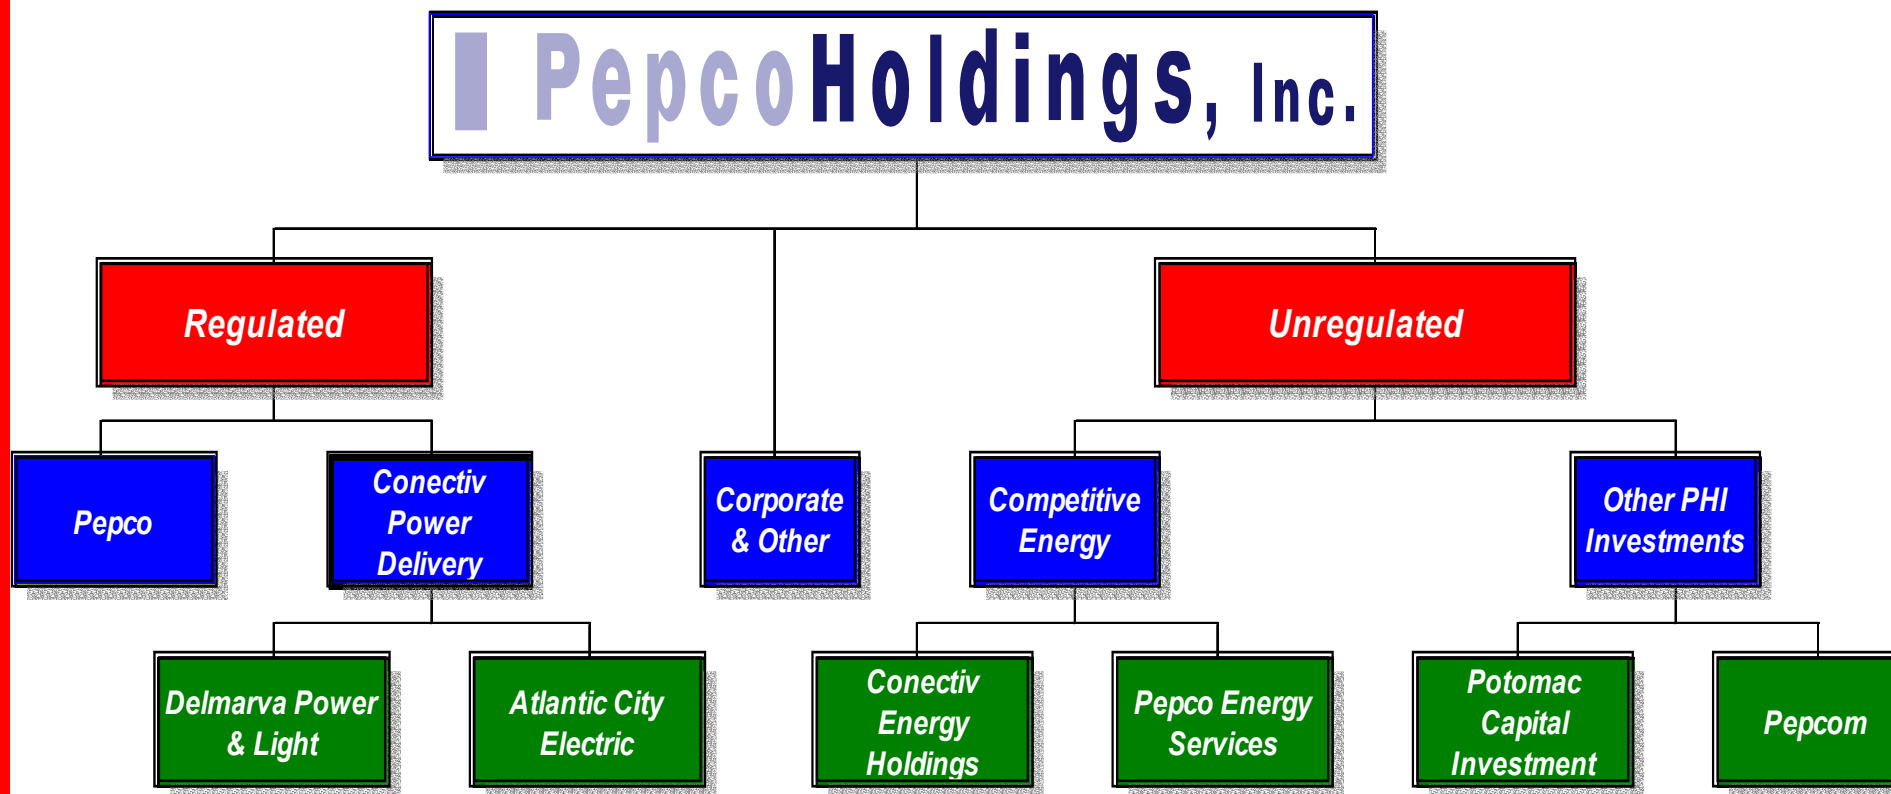 PepcoHoldings, Inc.
Regulated
Unregulated
Pepco
Conectiv
Power
Delivery
Corporate
& Other
Competitive
Energy
Other PHI
Investments
Delmarva Power
& Light
Atlantic City
Electric
Conectiv
Energy
Holdings
Pepco Energy
Services
Potomac
Capital
Investment
Pepcom